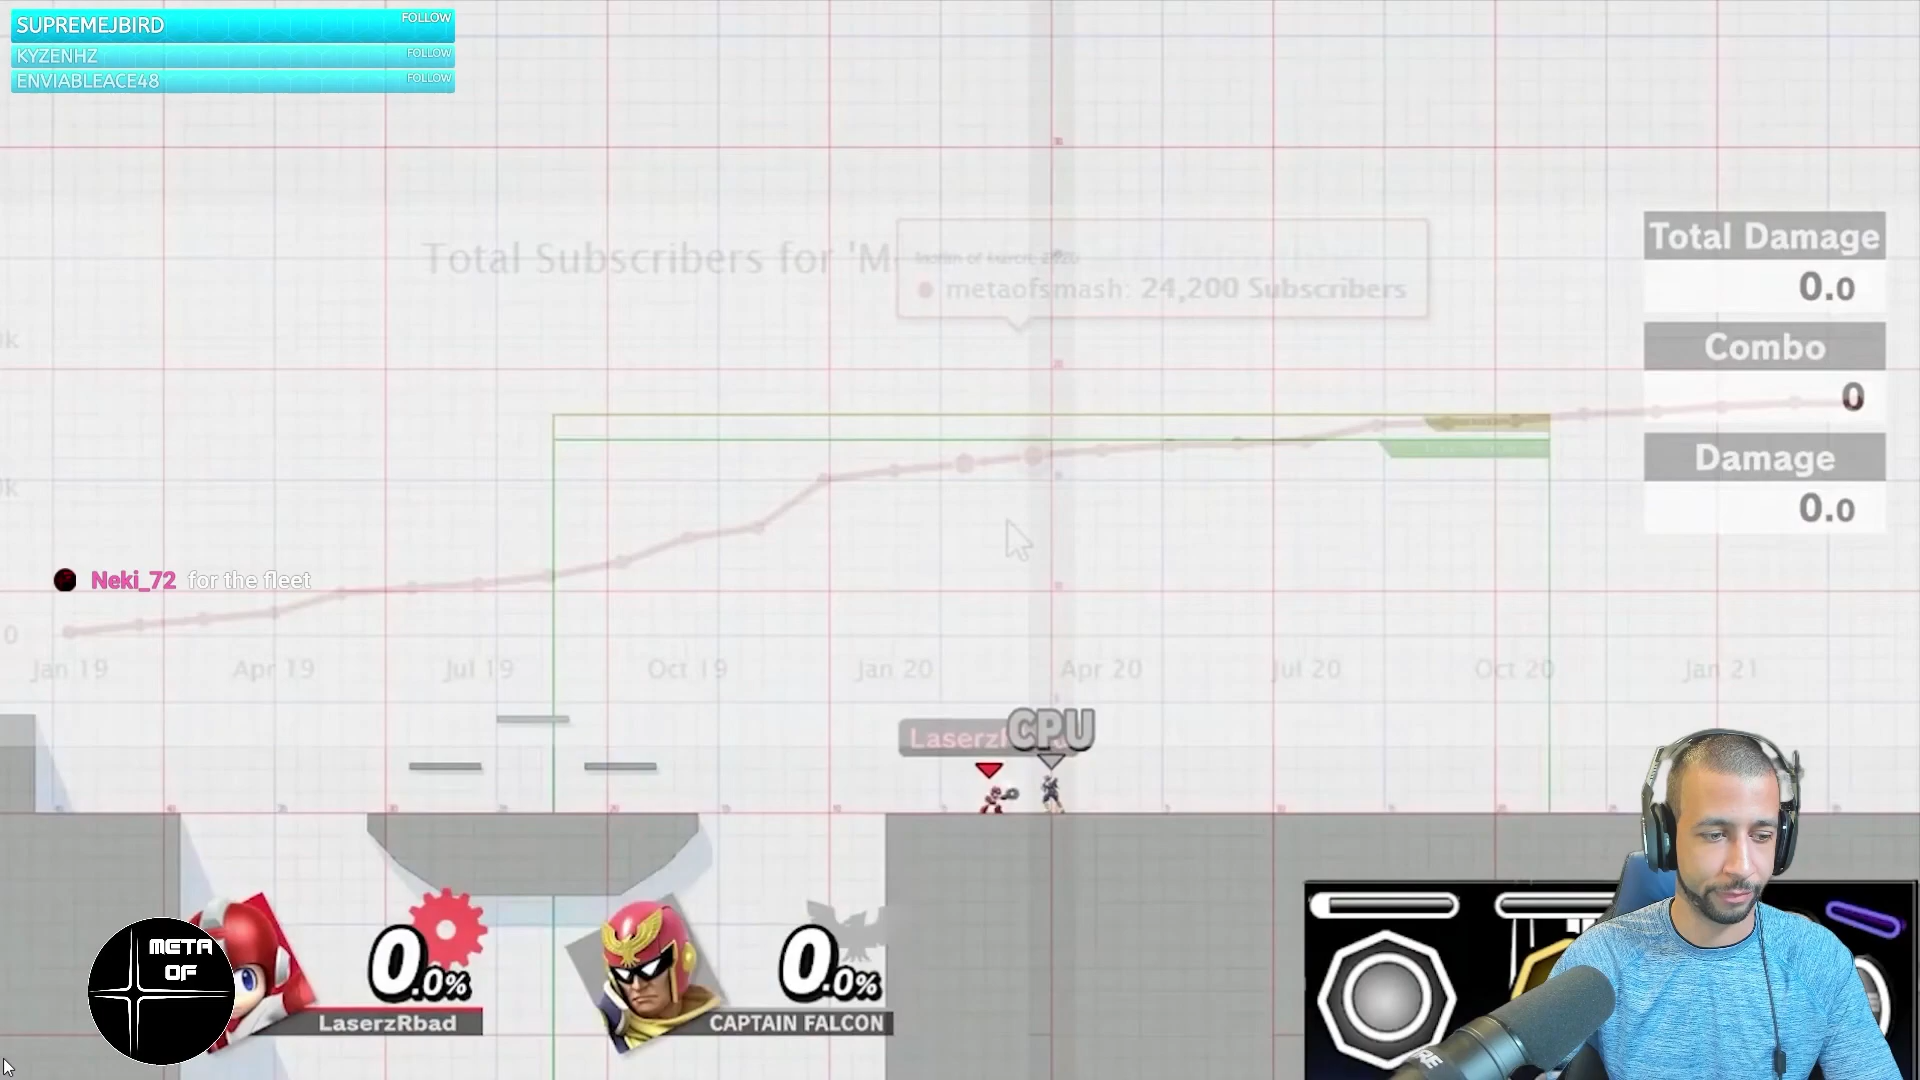 SUPREMEJBIRD
FOLLOW
KYZENHZ
FOLLOW
ENVIABLEACE48
FOLLOW
Total Subscribers for 'M
metaofsmash: 24,200 Subscribers
Total Damage
0.0
Combo
0
Damage
0.0
Neki_72 for the fleet
0
Jan 19
Apr 19
Jul 19
Oct 19
Jan 20
Apr 20
Jul 20
Oct 20
Jan 21
CPU
META
OF
0.0%
LaserzRbad
0.0%
CAPTAIN FALCON